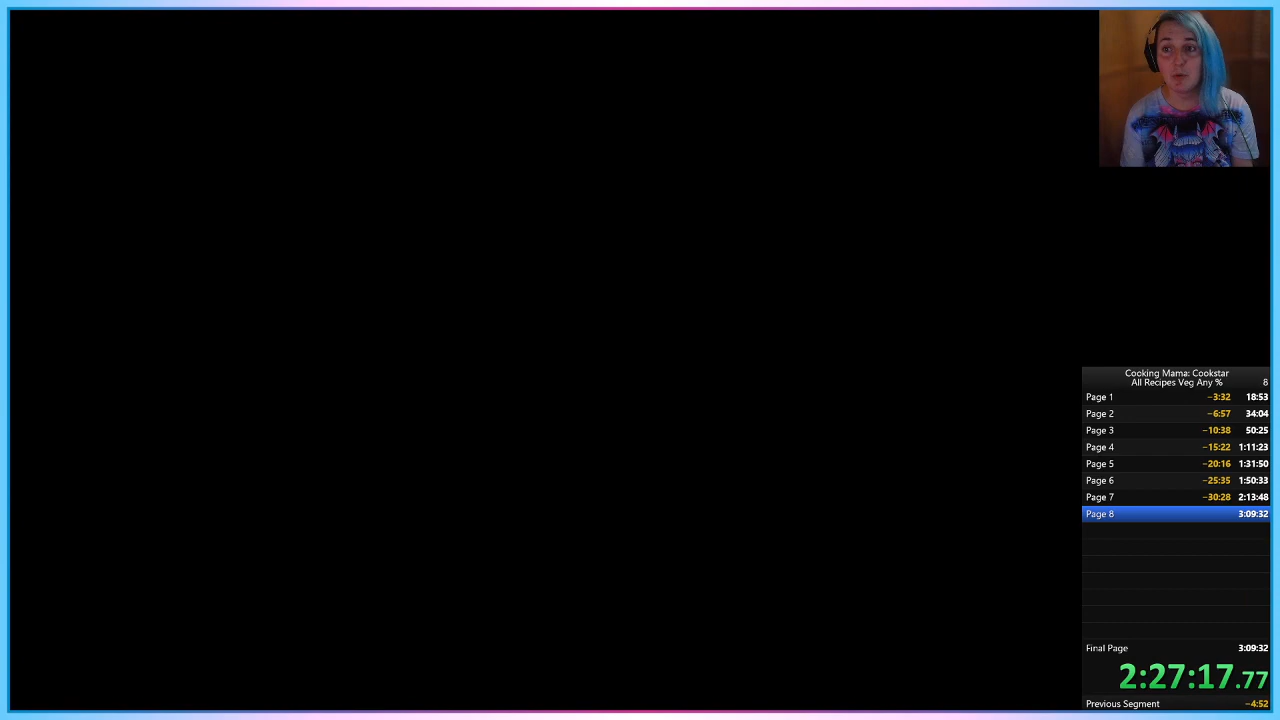 Cooking Mama: Cookstar
All Recipes Veg Any % 8
Page 1 −3:32 18:53
Page 2 −6:57 34:04
Page 3 −10:38 50:25
Page 4 −15:22 1:11:23
Page 5 −20:16 1:31:50
Page 6 −25:35 1:50:33
Page 7 −30:28 2:13:48
Page 8 3:09:32
Final Page 3:09:32
2:27:17.77
Previous Segment −4:52